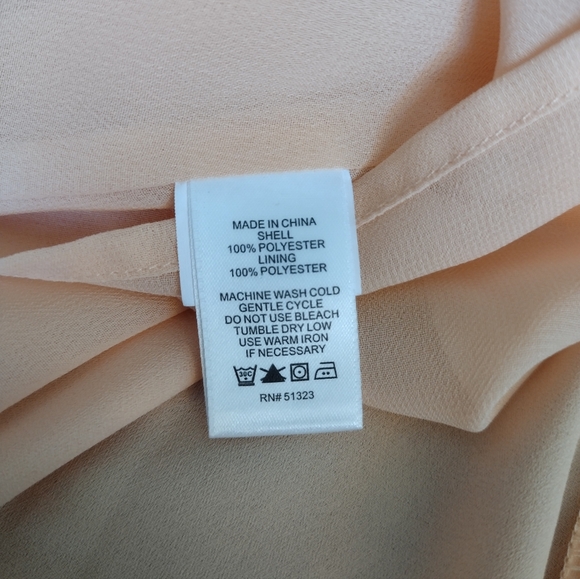 MADE IN CHINA
SHELL
100% POLYESTER
LINING
100% POLYESTER
MACHINE WASH COLD
GENTLE CYCLE
DO NOT USE BLEACH
TUMBLE DRY LOW
USE WARM IRON
IF NECESSARY
30C
RN# 51323